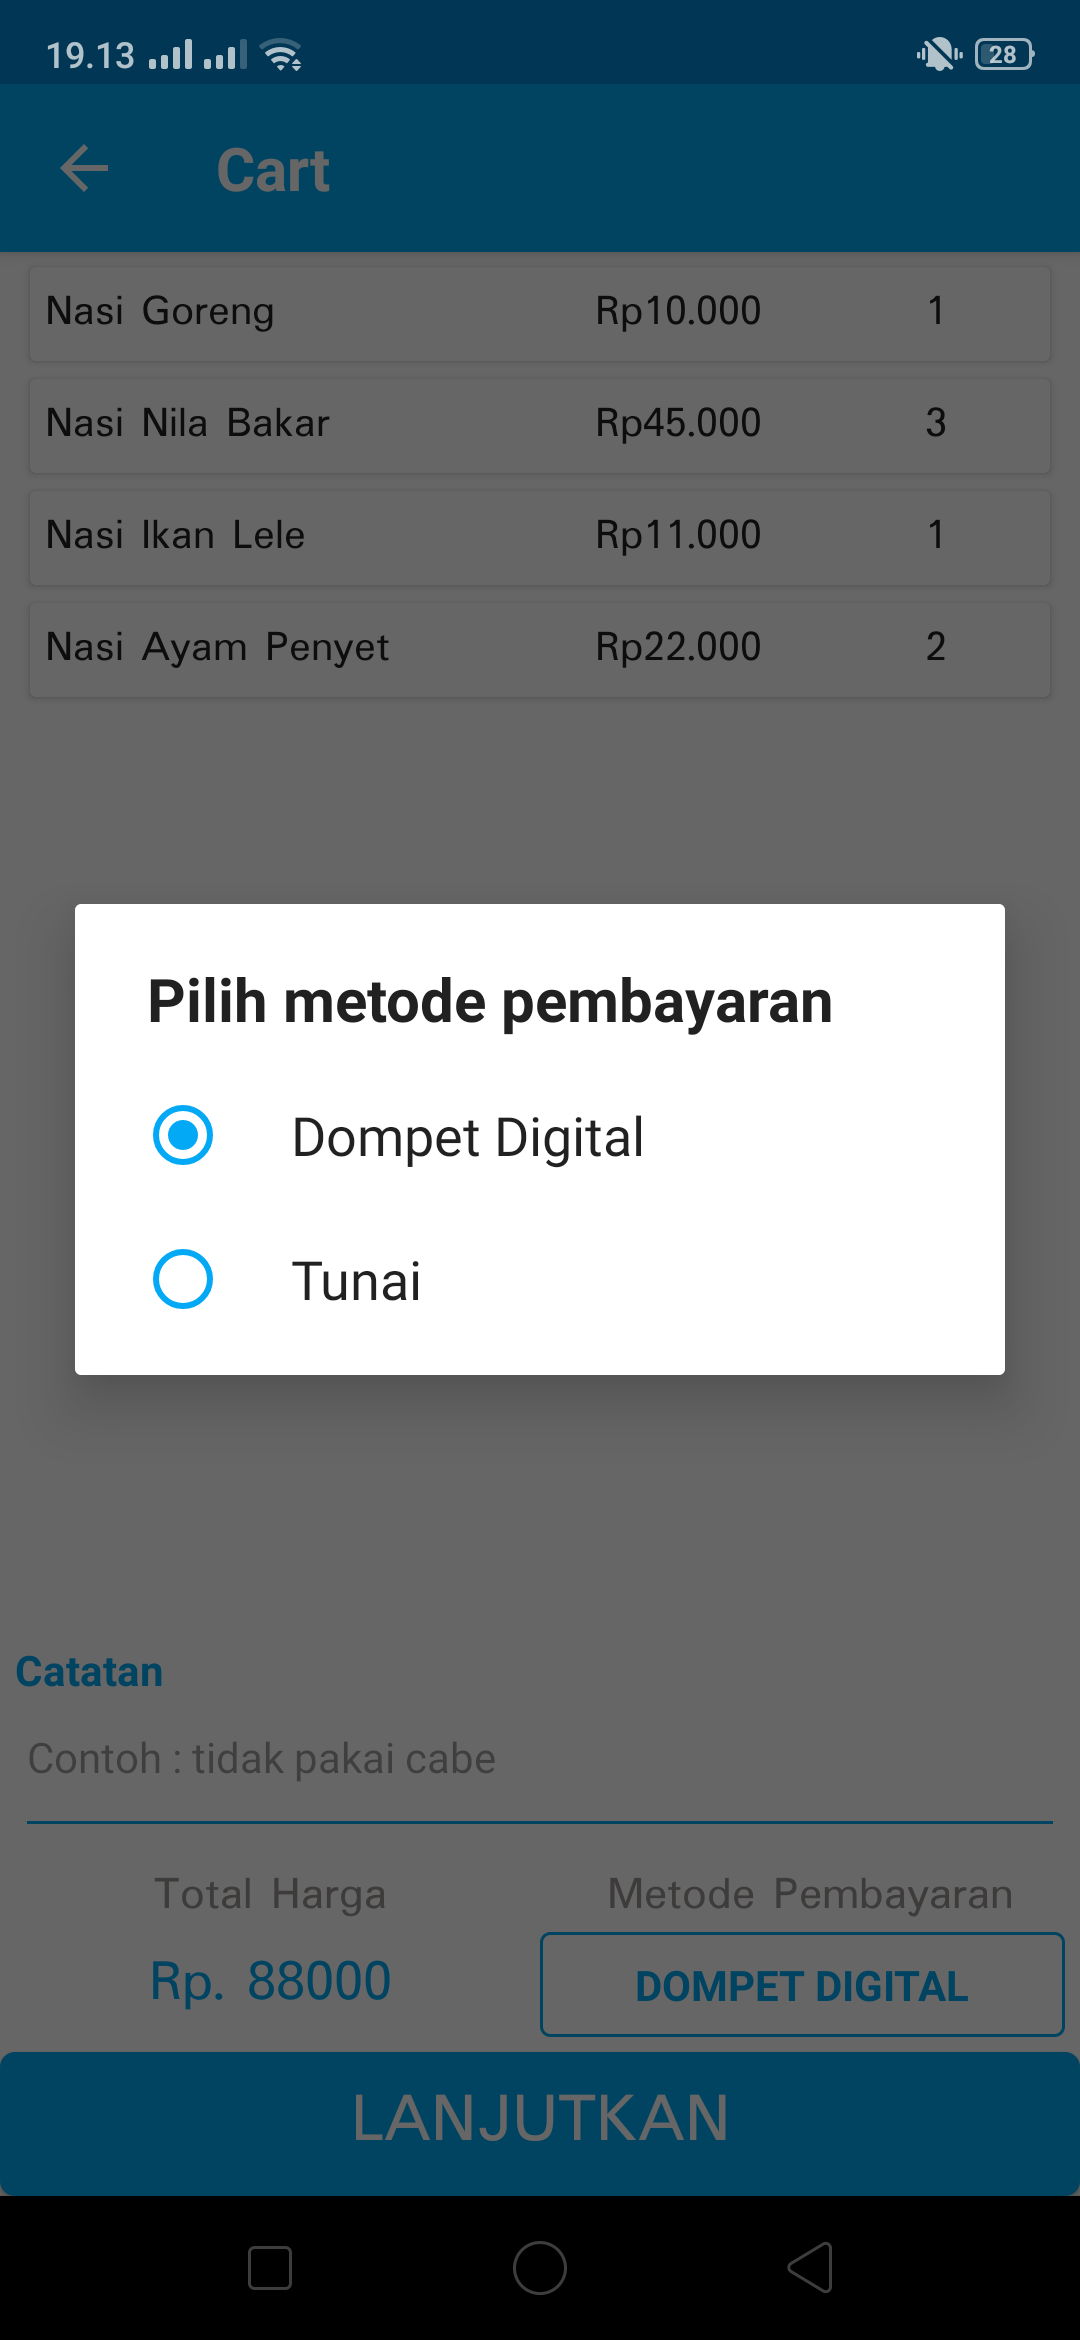 19.13
28
Cart
Nasi Goreng Rp10.000 1
Nasi Nila Bakar Rp45.000 3
Nasi Ikan Lele Rp11.000 1
Nasi Ayam Penyet Rp22.000 2
Pilih metode pembayaran
Dompet Digital
Tunai
Catatan
Contoh : tidak pakai cabe
Total Harga Metode Pembayaran
Rp. 88000 DOMPET DIGITAL
LANJUTKAN